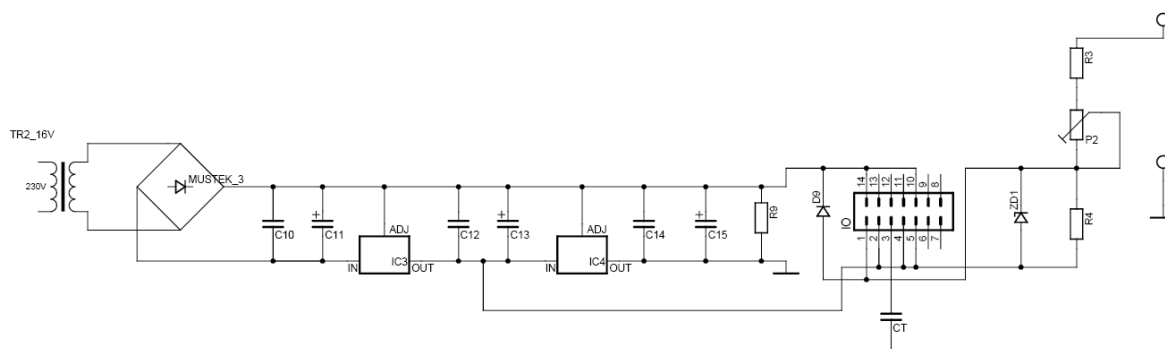 R3
TR2_16V
P2
MUSTEK_3
230V
14 13 12 11 10 9 8
D9
ZD1
R9
R4
+ + +
C10 C11 C12 C13 C14 C15
IO
ADJ ADJ
1 2 3 4 5 6 7
IN IC3 OUT IN IC4 OUT
CT